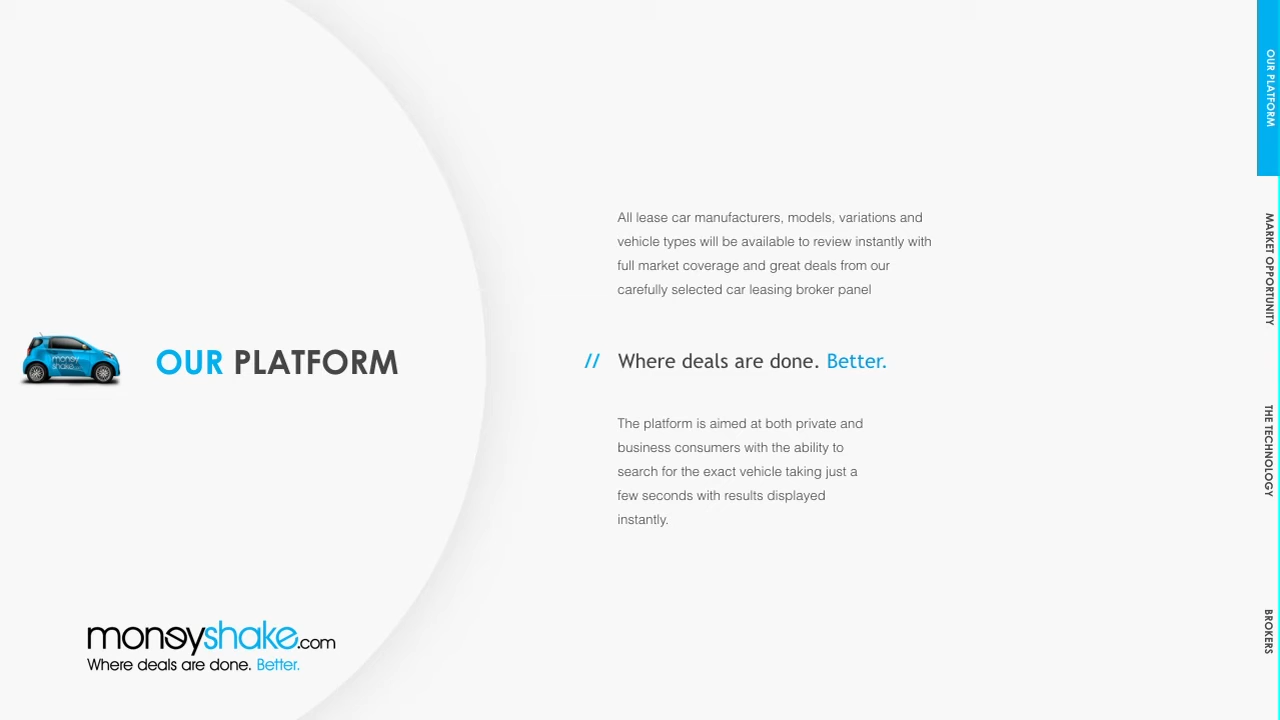 OUR PLATFORM
money
shake
All lease car manufacturers, models, variations and
vehicle types will be available to review instantly with
full market coverage and great deals from our
carefully selected car leasing broker panel
// Where deals are done. Better.
The platform is aimed at both private and
business consumers with the ability to
search for the exact vehicle taking just a
few seconds with results displayed
instantly.
moneyshake.com
Where deals are done. Better.
OUR PLATFORM
MARKET OPPORTUNITY
THE TECHNOLOGY
BROKERS